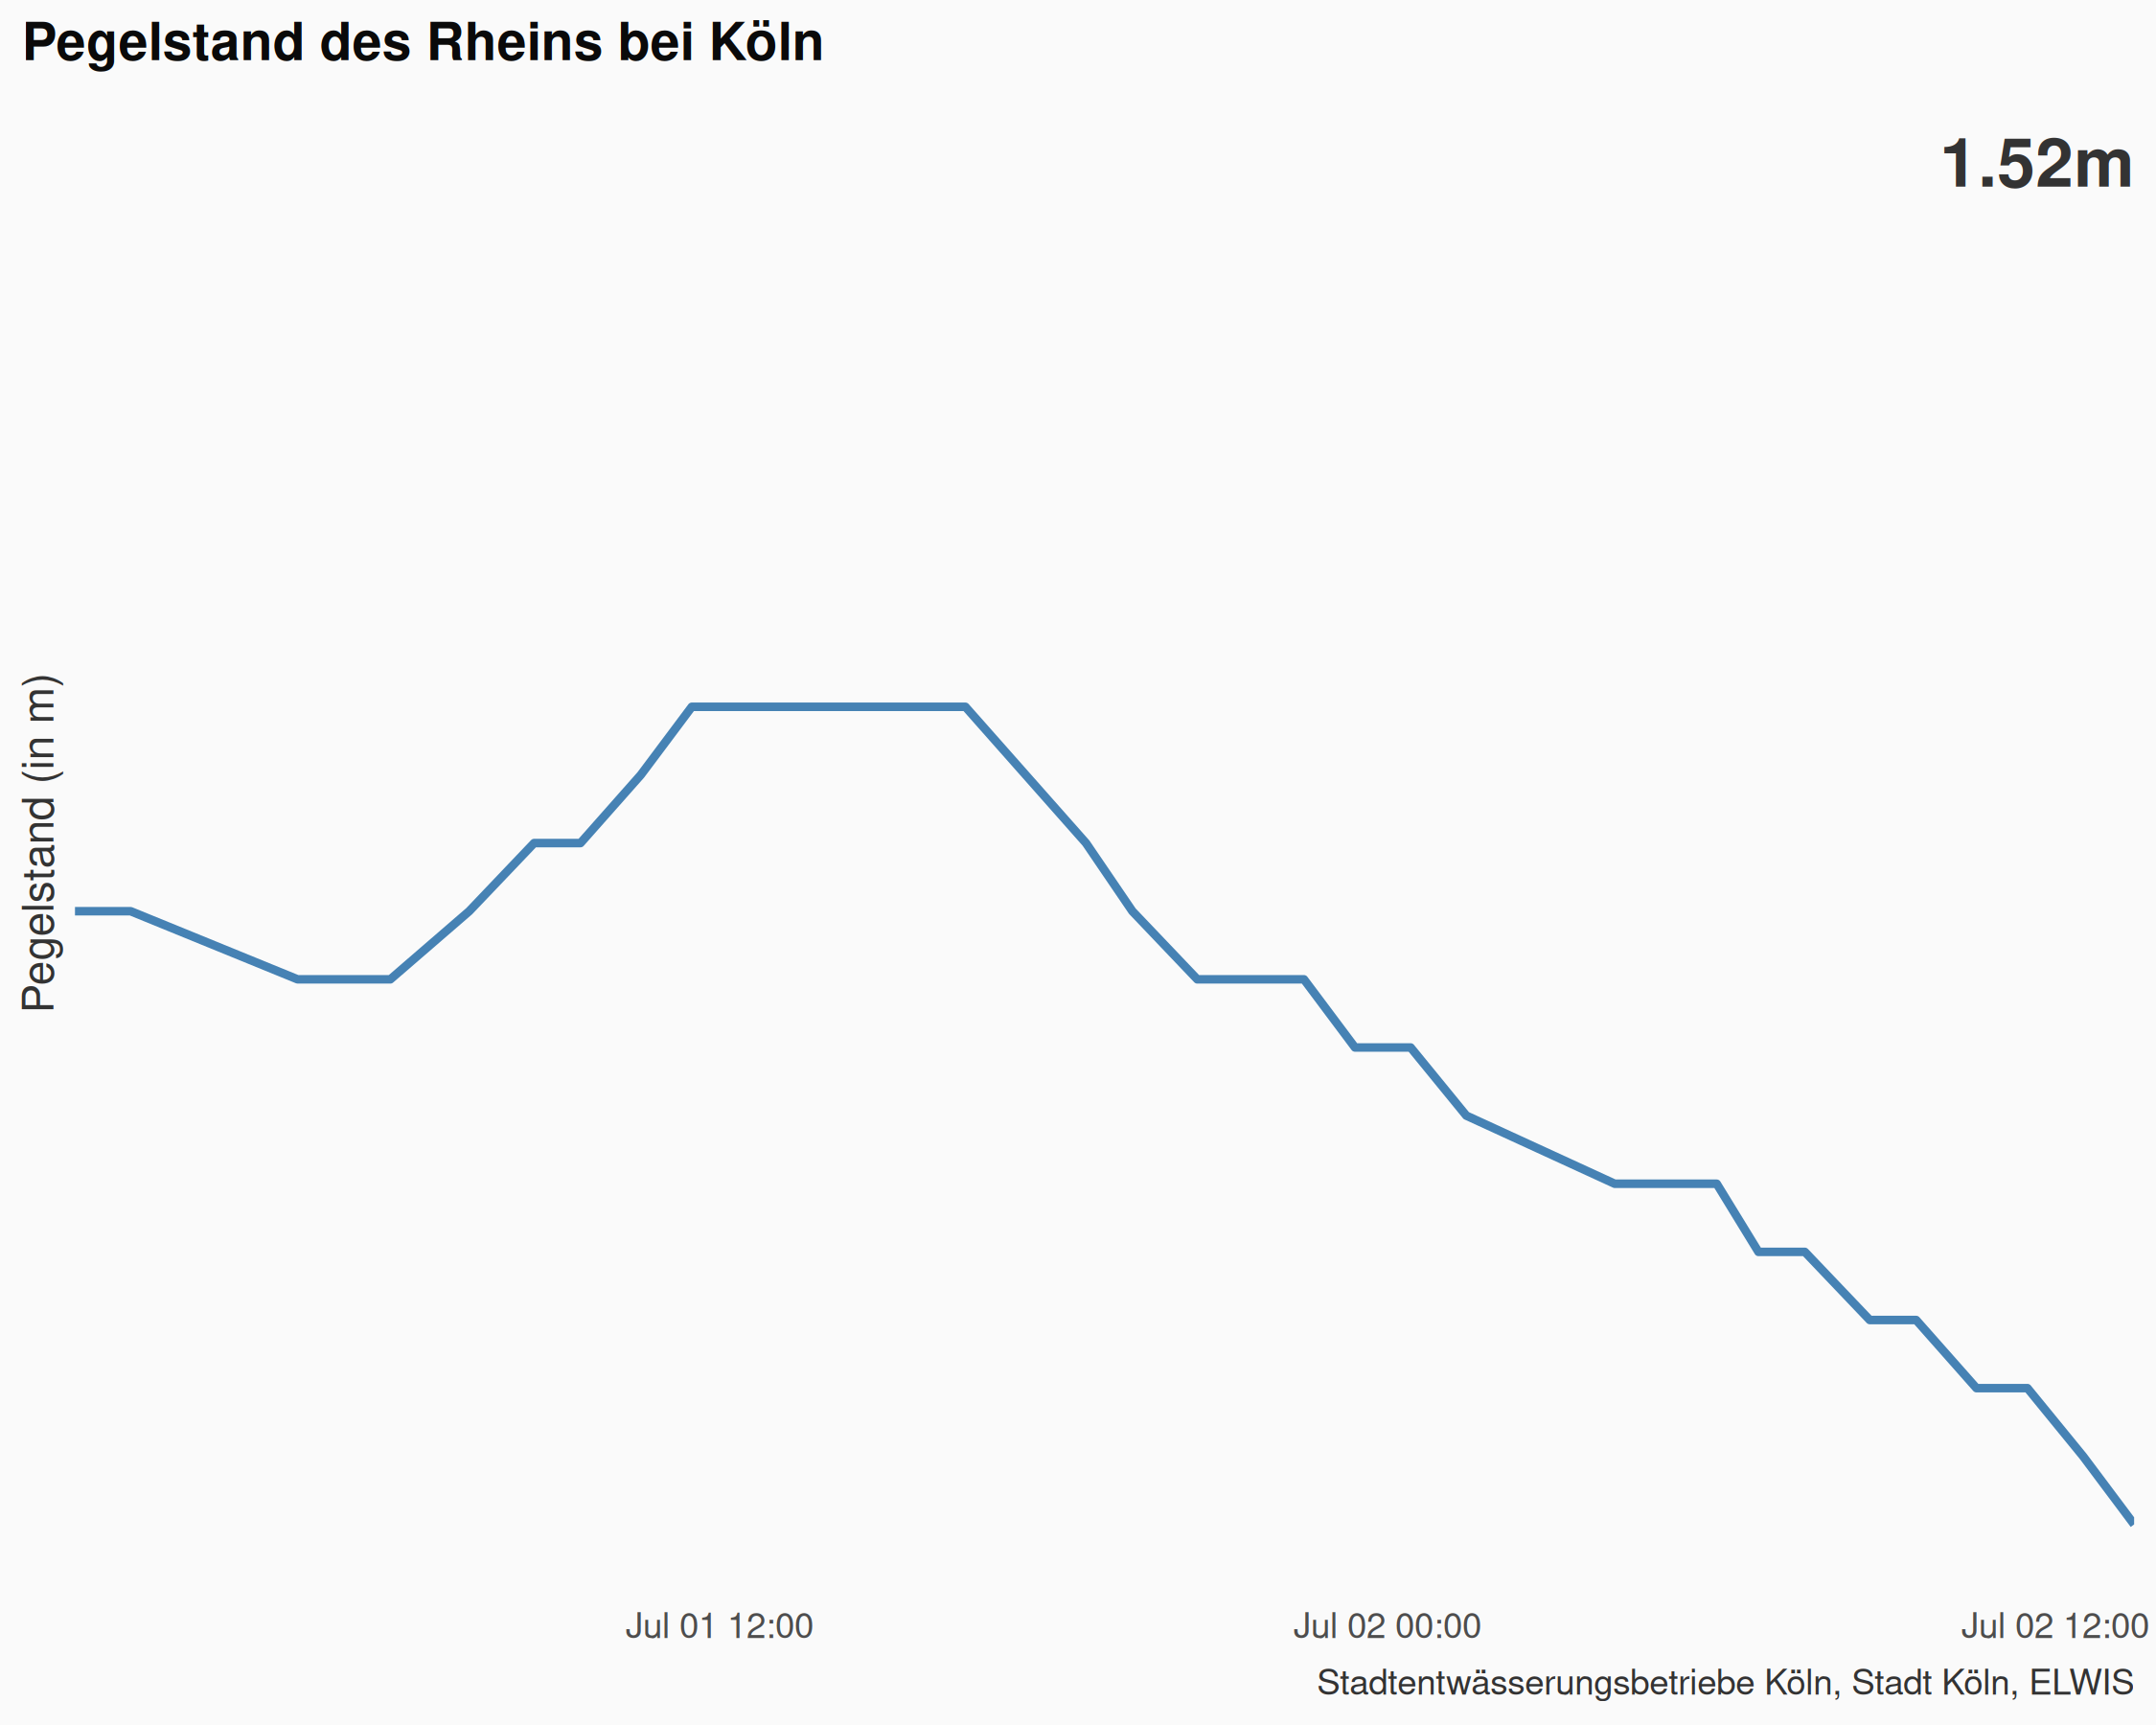 Pegelstand des Rheins bei Köln
1.52m
Pegelstand (in m)
Jul 01 12:00
Jul 02 00:00
Jul 02 12:00
Stadtentwässerungsbetriebe Köln, Stadt Köln, ELWIS